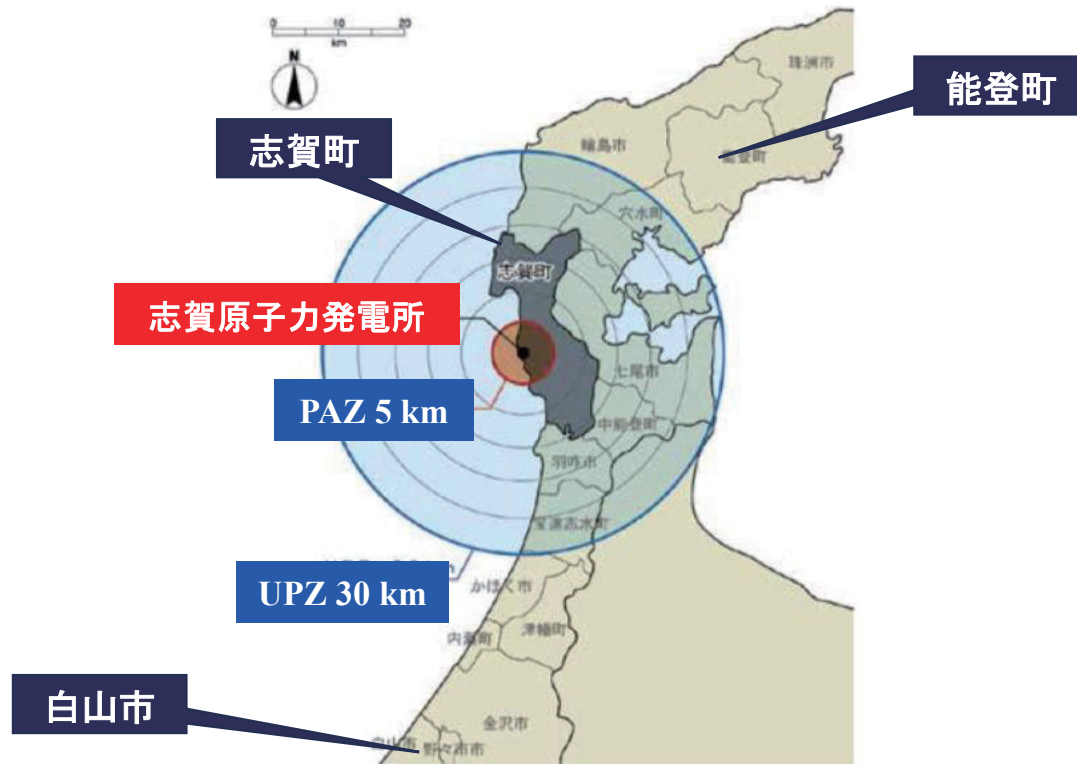 0 10 20
km
N
珠洲市
能登町
志賀町
輪島市
能登町
穴水町
志賀町
志賀原子力発電所
七尾市
PAZ 5 km
中能登町
羽咋市
宝達志水町
UPZ 30 km
かほく市
内灘町
津幡町
白山市
金沢市
白山市
野々市市